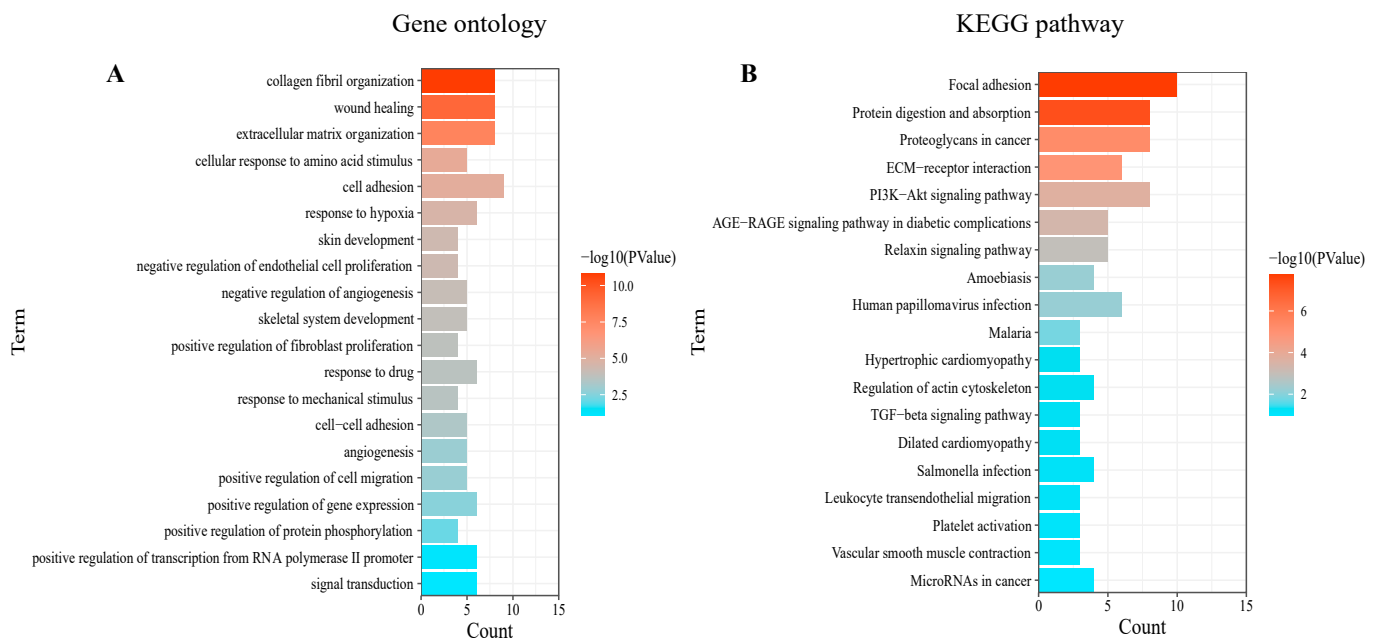 Gene ontology
KEGG pathway
A
collagen fibril organization
wound healing
extracellular matrix organization
cellular response to amino acid stimulus
cell adhesion
response to hypoxia
skin development
negative regulation of endothelial cell proliferation
negative regulation of angiogenesis
skeletal system development
positive regulation of fibroblast proliferation
response to drug
response to mechanical stimulus
cell−cell adhesion
angiogenesis
positive regulation of cell migration
positive regulation of gene expression
positive regulation of protein phosphorylation
positive regulation of transcription from RNA polymerase II promoter
signal transduction
Term
0 5 10 15
Count
−log10(PValue)
10.0
7.5
5.0
2.5
B
Focal adhesion
Protein digestion and absorption
Proteoglycans in cancer
ECM−receptor interaction
PI3K−Akt signaling pathway
AGE−RAGE signaling pathway in diabetic complications
Relaxin signaling pathway
Amoebiasis
Human papillomavirus infection
Malaria
Hypertrophic cardiomyopathy
Regulation of actin cytoskeleton
TGF−beta signaling pathway
Dilated cardiomyopathy
Salmonella infection
Leukocyte transendothelial migration
Platelet activation
Vascular smooth muscle contraction
MicroRNAs in cancer
Term
0 5 10 15
Count
−log10(PValue)
6
4
2